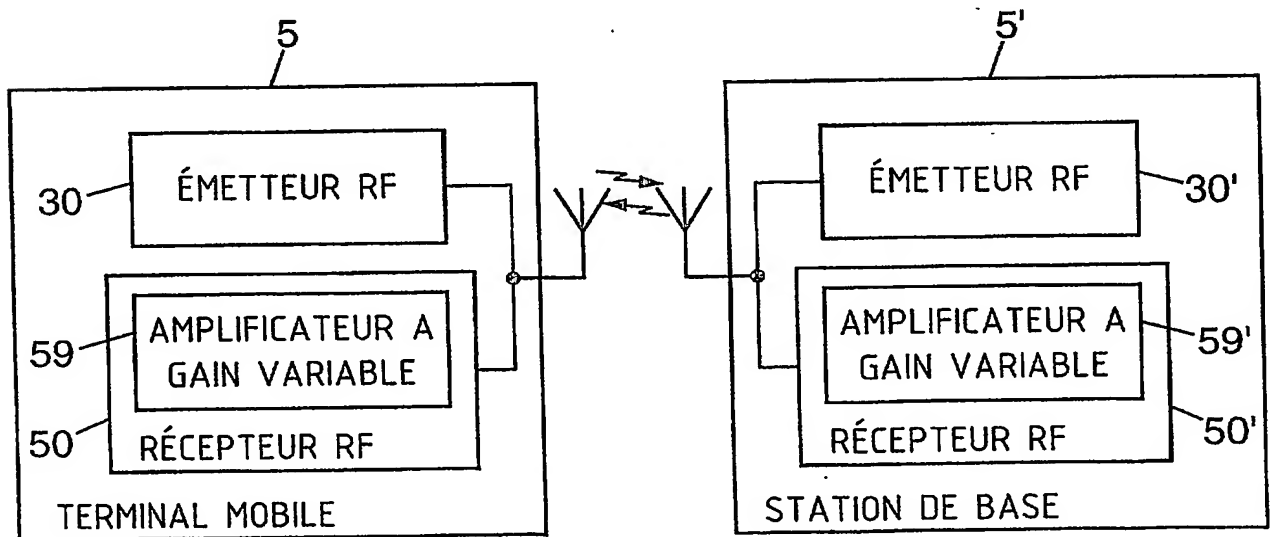 5
5'
ÉMETTEUR RF
30
ÉMETTEUR RF
30'
AMPLIFICATEUR A
GAIN VARIABLE
59
50
RÉCEPTEUR RF
AMPLIFICATEUR A
GAIN VARIABLE
59'
50'
RÉCEPTEUR RF
TERMINAL MOBILE
STATION DE BASE